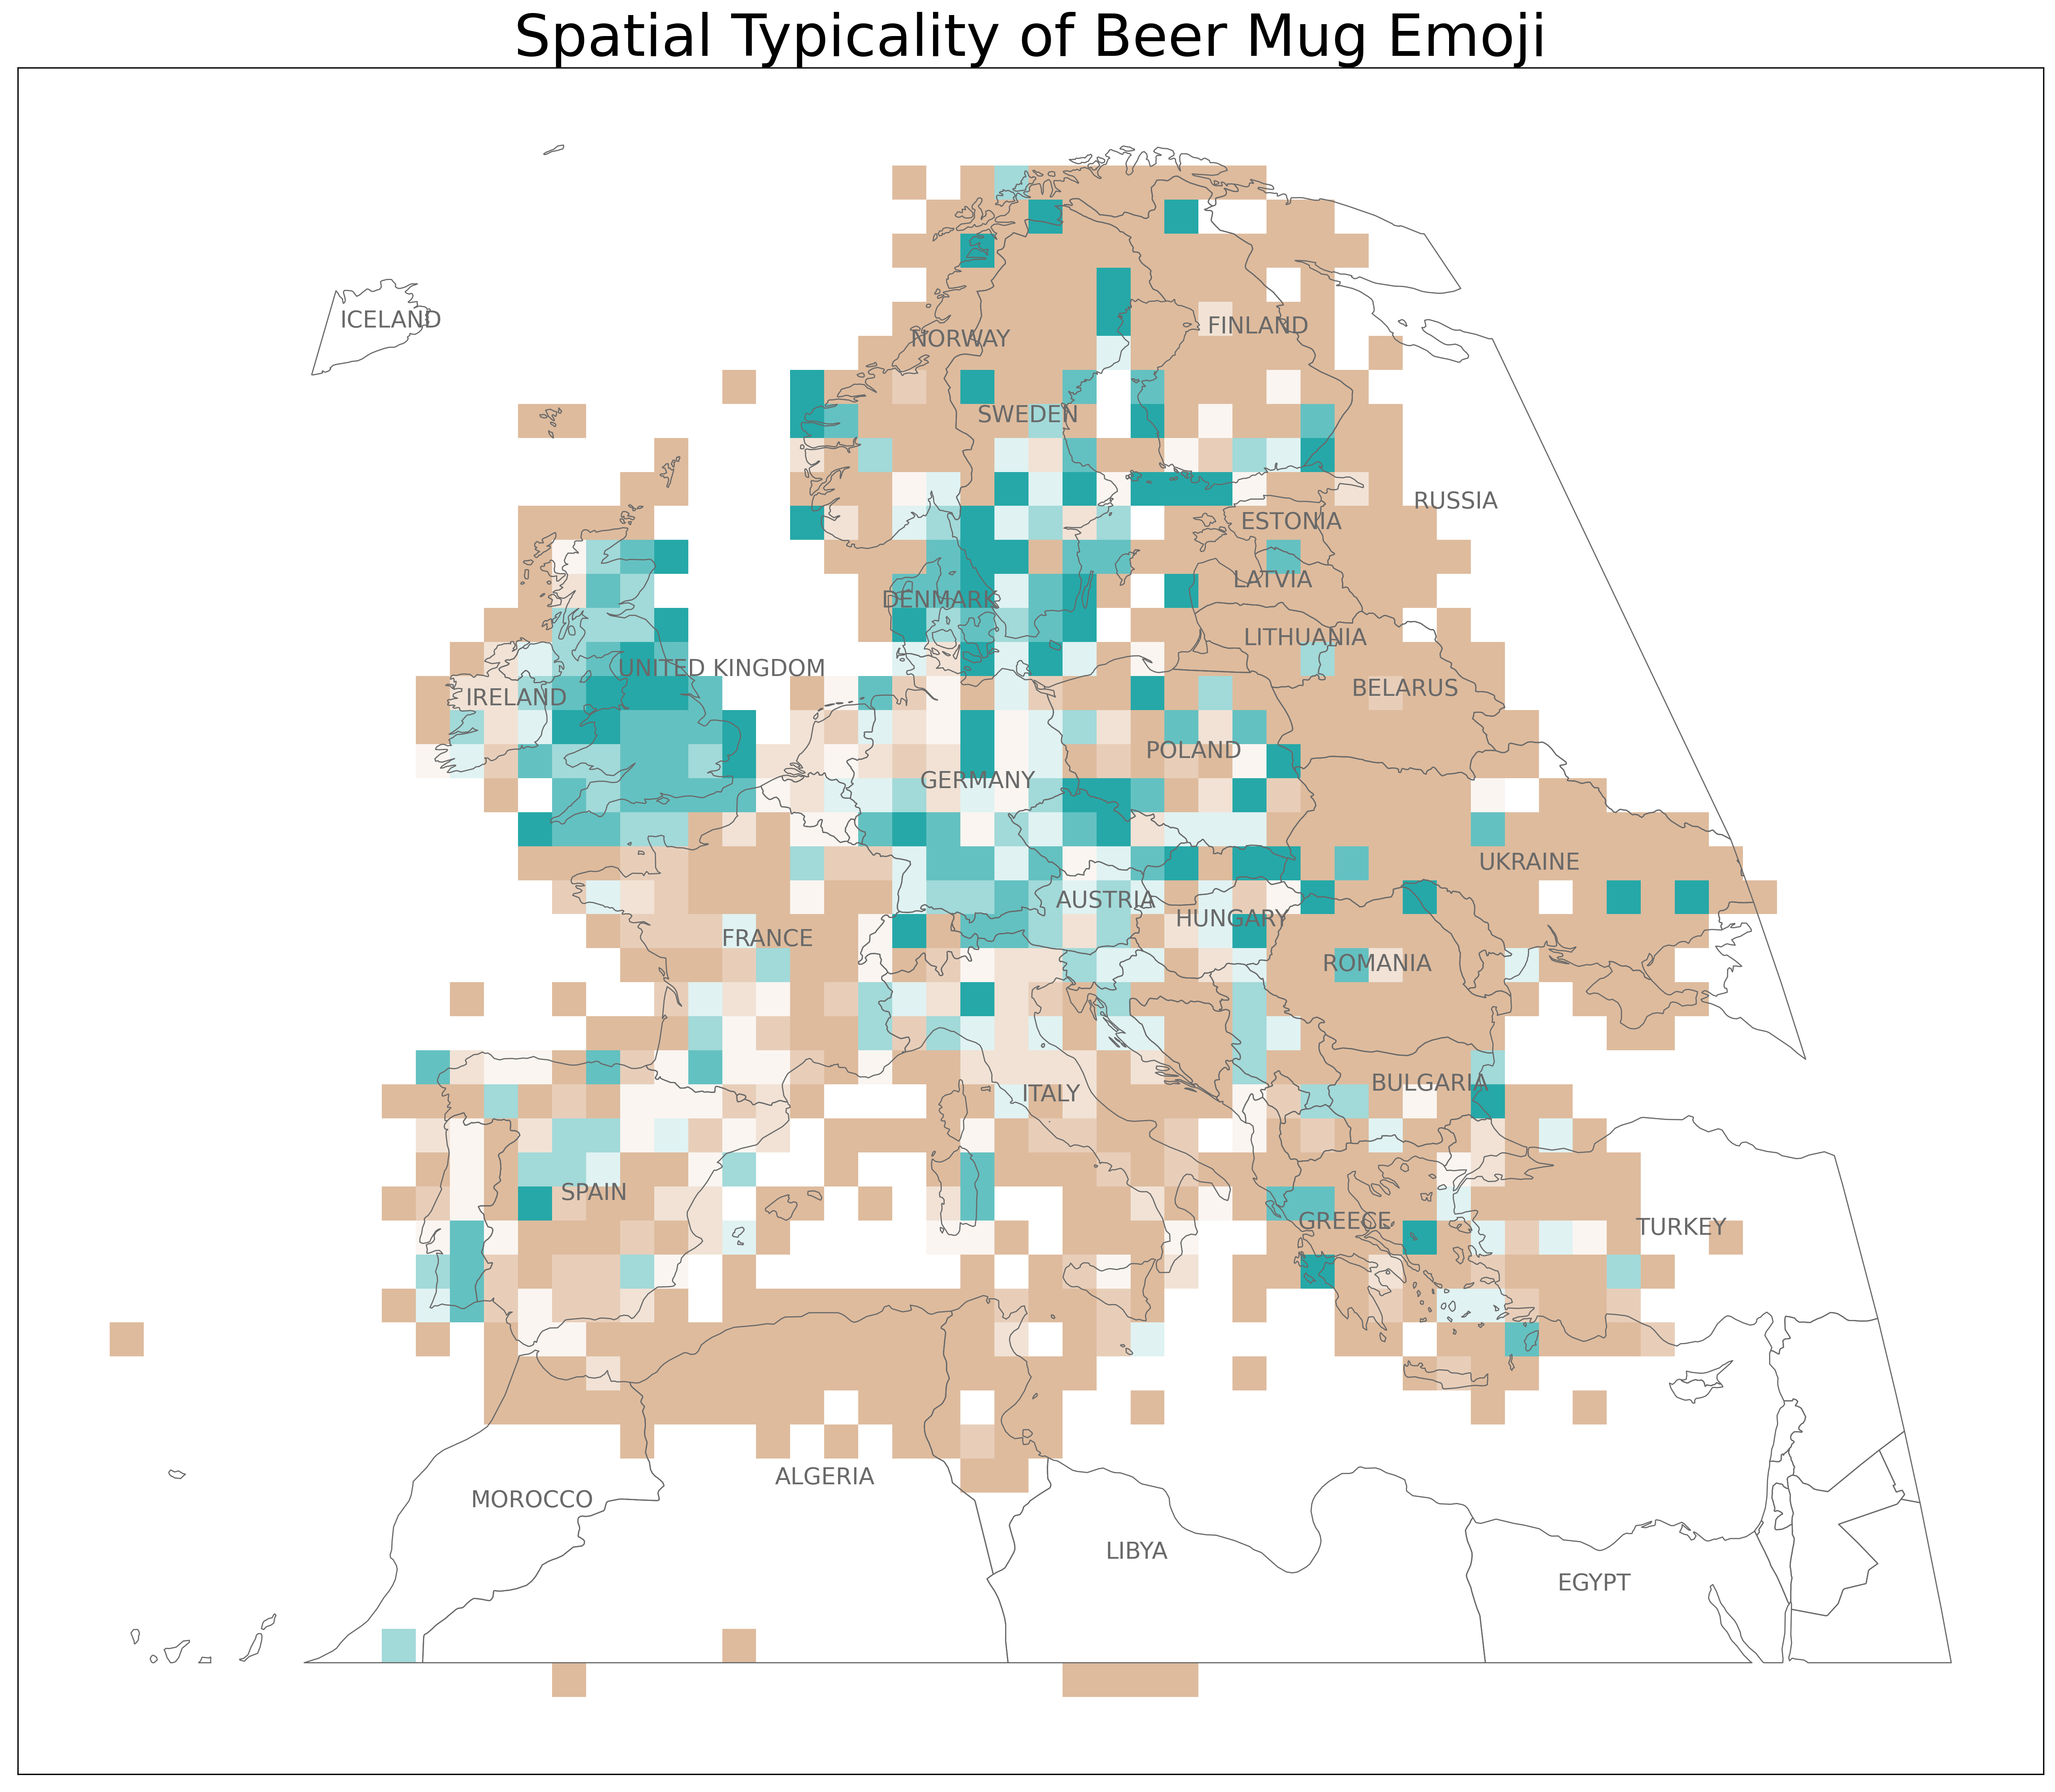 Spatial Typicality of Beer Mug Emoji
ICELAND
FINLAND
NORWAY
SWEDEN
RUSSIA
ESTONIA
LATVIA
DENMARK
LITHUANIA
UNITED KINGDOM
BELARUS
IRELAND
POLAND
GERMANY
UKRAINE
AUSTRIA
HUNGARY
FRANCE
ROMANIA
BULGARIA
ITALY
SPAIN
GREECE
TURKEY
ALGERIA
MOROCCO
LIBYA
EGYPT